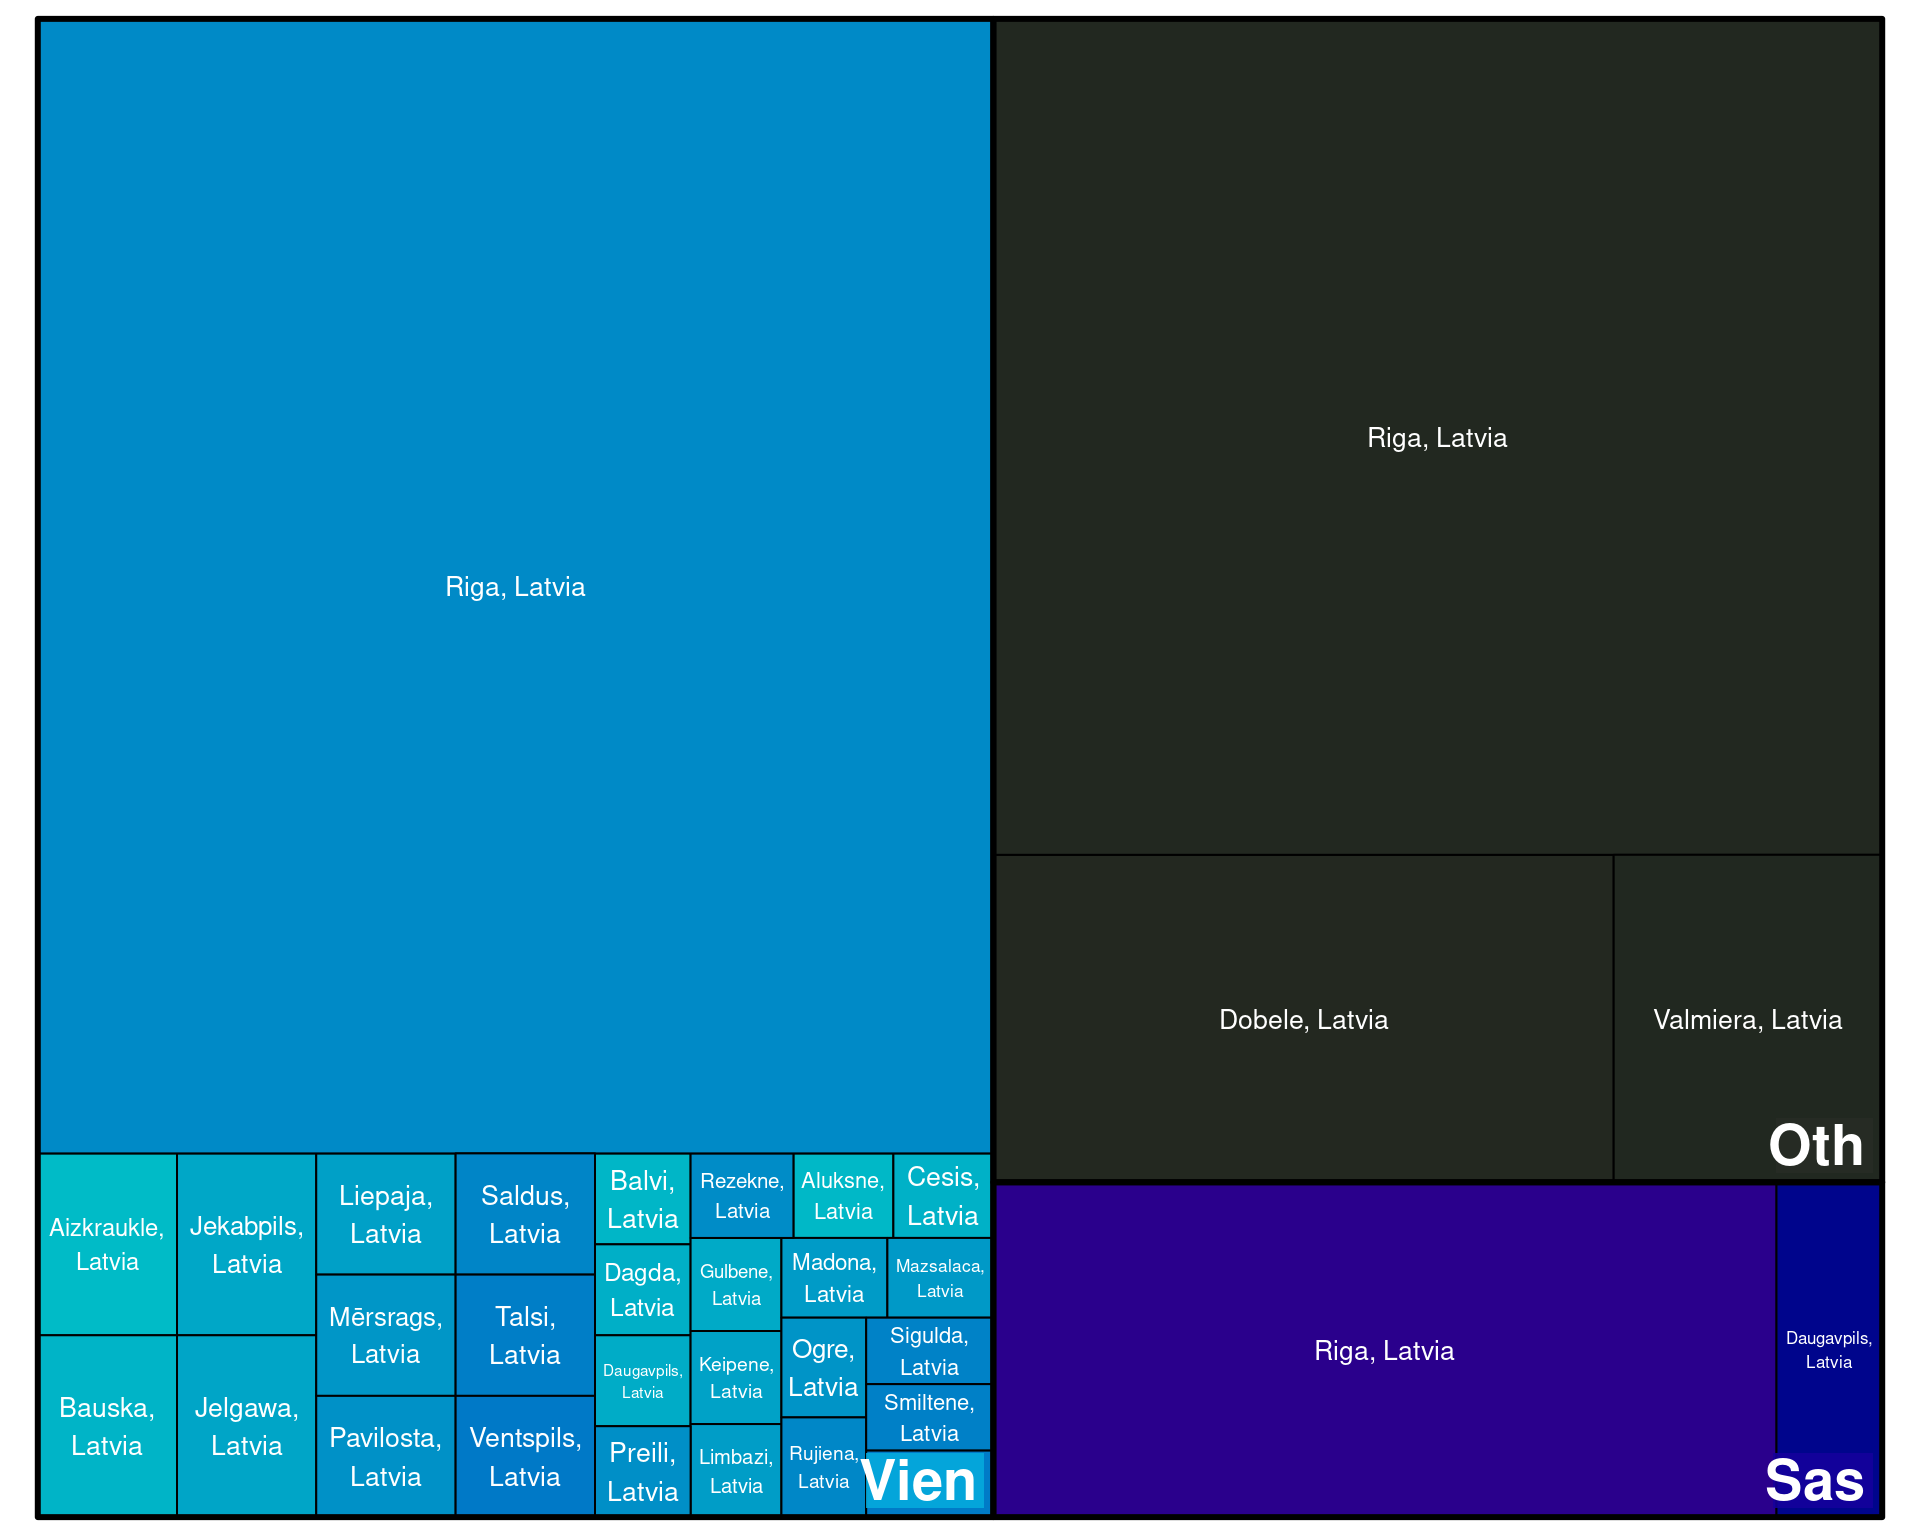 Riga, Latvia
Aizkraukle,
Latvia
Bauska,
Latvia
Jekabpils,
Latvia
Jelgawa,
Latvia
Liepaja,
Latvia
Mērsrags,
Latvia
Pavilosta,
Latvia
Saldus,
Latvia
Talsi,
Latvia
Ventspils,
Latvia
Balvi,
Latvia
Dagda,
Latvia
Daugavpils,
Latvia
Preili,
Latvia
Rezekne,
Latvia
Aluksne,
Latvia
Cesis,
Latvia
Gulbene,
Latvia
Keipene,
Latvia
Limbazi,
Latvia
Madona,
Latvia
Mazsalaca,
Latvia
Ogre,
Latvia
Rujiena,
Latvia
Sigulda,
Latvia
Smiltene,
Latvia
Vien
Riga, Latvia
Dobele, Latvia
Valmiera, Latvia
Oth
Riga, Latvia
Daugavpils,
Latvia
Sas